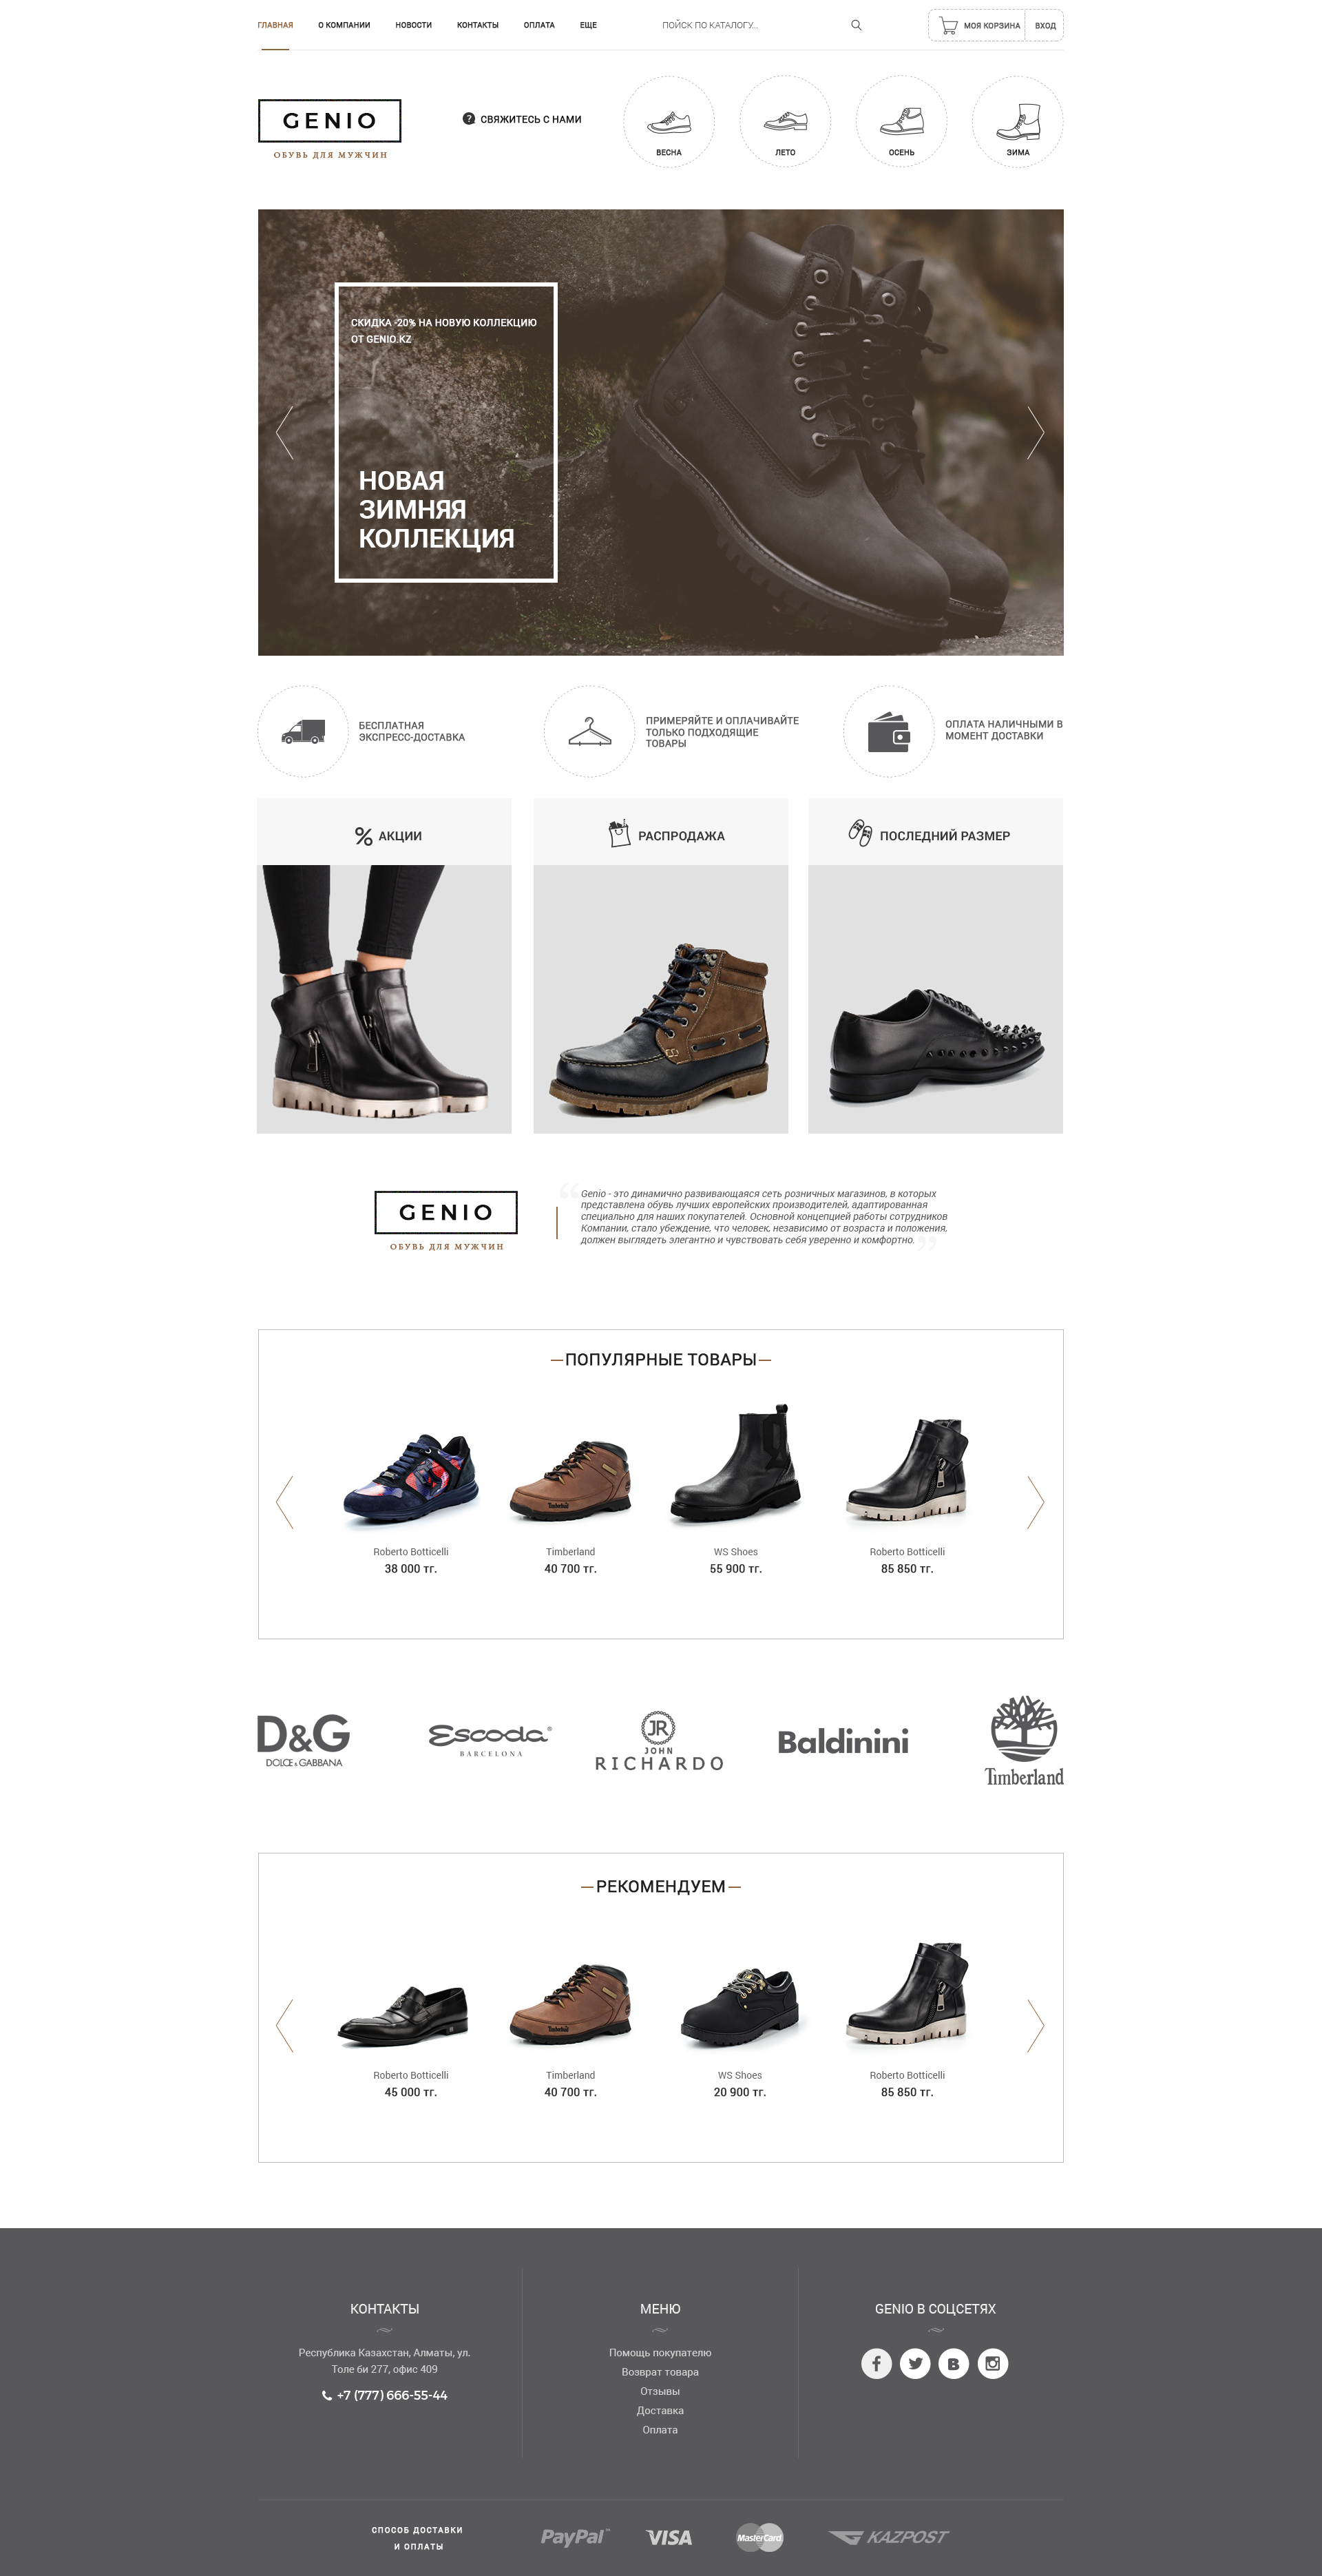 ГЛАВНАЯ О КОМПАНИИ НОВОСТИ КОНТАКТЫ ОПЛАТА ЕЩЕ ПОИСК ПО КАТАЛОГУ... МОЯ КОРЗИНА ВХОД
GENIO
ОБУВЬ ДЛЯ МУЖЧИН
СВЯЖИТЕСЬ С НАМИ
ВЕСНА ЛЕТО ОСЕНЬ ЗИМА
СКИДКА -20% НА НОВУЮ КОЛЛЕКЦИЮ
ОТ GENIO.KZ
НОВАЯ
ЗИМНЯЯ
КОЛЛЕКЦИЯ
БЕСПЛАТНАЯ
ЭКСПРЕСС-ДОСТАВКА
ПРИМЕРЯЙТЕ И ОПЛАЧИВАЙТЕ
ТОЛЬКО ПОДХОДЯЩИЕ
ТОВАРЫ
ОПЛАТА НАЛИЧНЫМИ В
МОМЕНТ ДОСТАВКИ
% АКЦИИ
РАСПРОДАЖА
ПОСЛЕДНИЙ РАЗМЕР
GENIO
ОБУВЬ ДЛЯ МУЖЧИН
“ Genio - это динамично развивающаяся сеть розничных магазинов, в которых
представлена обувь лучших европейских производителей, адаптированная
специально для наших покупателей. Основной концепцией работы сотрудников
Компании, стало убеждение, что человек, независимо от возраста и положения,
должен выглядеть элегантно и чувствовать себя уверенно и комфортно. ”
ПОПУЛЯРНЫЕ ТОВАРЫ
Timberland
Roberto Botticelli Timberland WS Shoes Roberto Botticelli
38 000 тг. 40 700 тг. 55 900 тг. 85 850 тг.
D&G
DOLCE & GABBANA
Escoda®
BARCELONA
JR
JOHN
RICHARDO
Baldinini
Timberland
РЕКОМЕНДУЕМ
Timberland
Roberto Botticelli Timberland WS Shoes Roberto Botticelli
45 000 тг. 40 700 тг. 20 900 тг. 85 850 тг.
КОНТАКТЫ
Республика Казахстан, Алматы, ул.
Толе би 277, офис 409
+7 (777) 666-55-44
МЕНЮ
Помощь покупателю
Возврат товара
Отзывы
Доставка
Оплата
GENIO В СОЦСЕТЯХ
СПОСОБ ДОСТАВКИ
И ОПЛАТЫ
PayPal™ VISA MasterCard KAZPOST